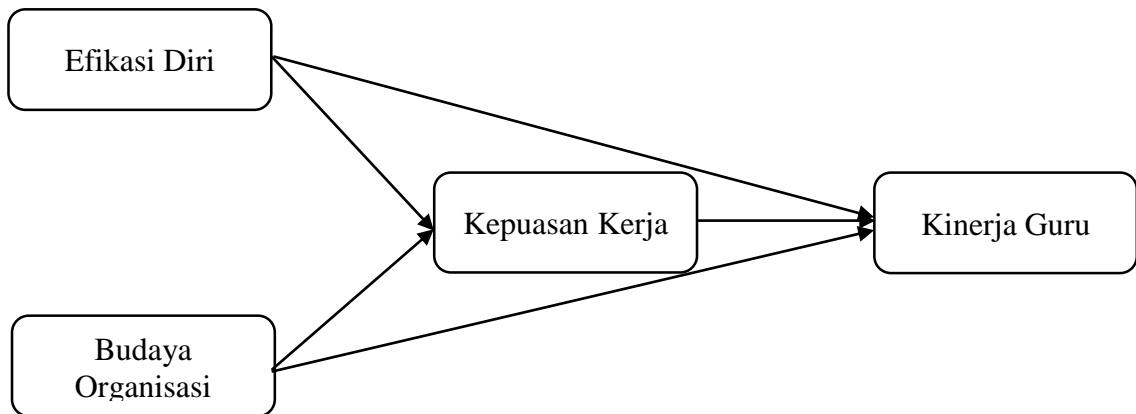 Efikasi Diri
Kepuasan Kerja
Kinerja Guru
Budaya
Organisasi